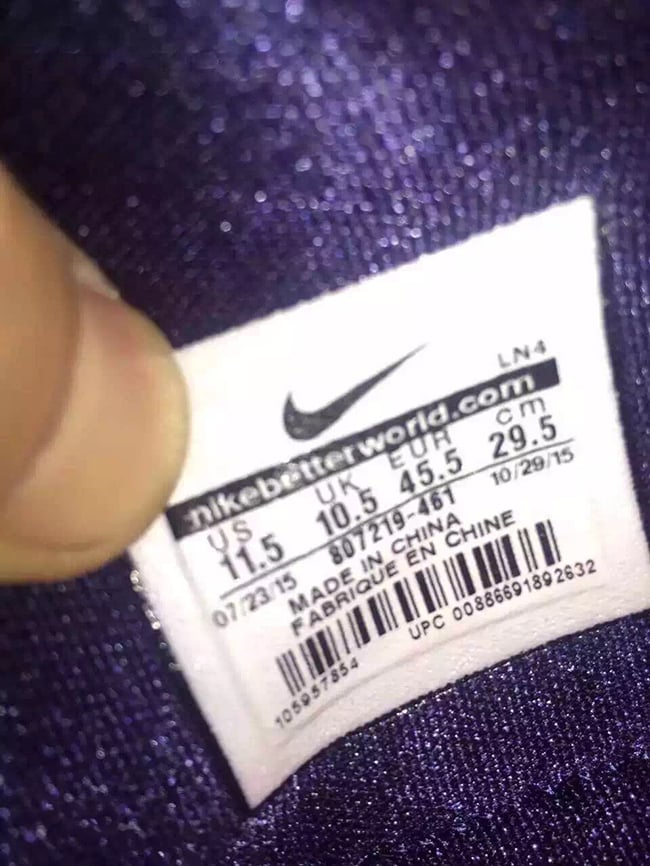 LN4
nikebetterworld.com
US UK EUR cm
11.5 10.5 45.5 29.5
07/23/15 807219-461 10/29/15
MADE IN CHINA
FABRIQUE EN CHINE
105957854 UPC 00886691892632